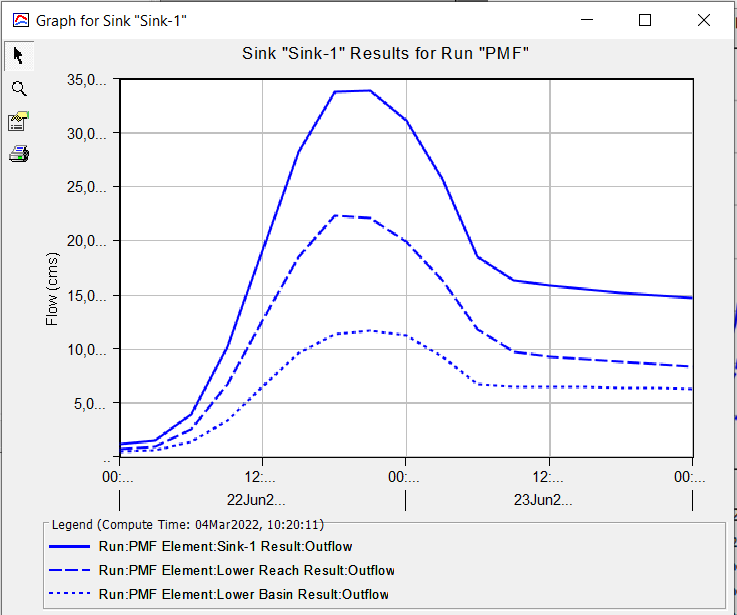 Graph for Sink "Sink-1"
Sink "Sink-1" Results for Run "PMF"
35,0...
30,0...
25,0...
20,0...
15,0...
10,0...
5,0...
..
Flow (cms)
00:... 12:... 00:... 12:... 00:...
22Jun2... 23Jun2...
Legend (Compute Time: 04Mar2022, 10:20:11)
Run:PMF Element:Sink-1 Result:Outflow
Run:PMF Element:Lower Reach Result:Outflow
Run:PMF Element:Lower Basin Result:Outflow